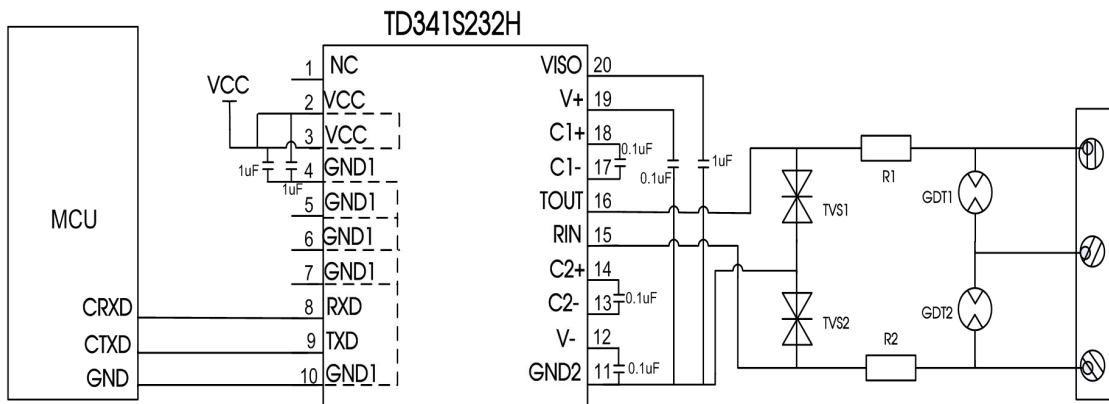 TD341S232H
MCU
CRXD
CTXD
GND
VCC
1uF
1uF
1 NC
2 VCC
3 VCC
4 GND1
5 GND1
6 GND1
7 GND1
8 RXD
9 TXD
10 GND1
VISO 20
V+ 19
C1+ 18
C1- 17
TOUT 16
RIN 15
C2+ 14
C2- 13
V- 12
GND2 11
0.1uF
0.1uF
1uF
0.1uF
0.1uF
TVS1
TVS2
R1
R2
GDT1
GDT2